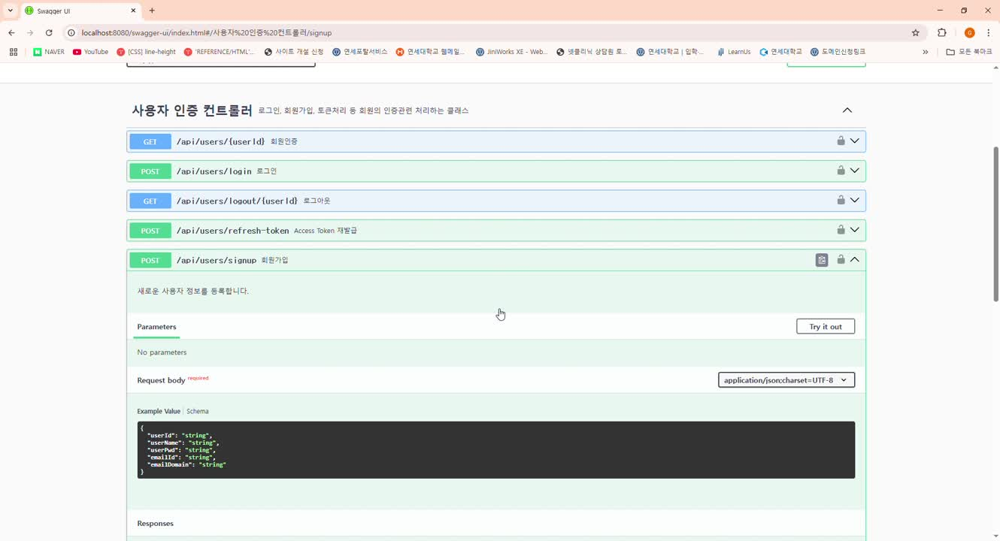 Swagger UI
localhost:8080/swagger-ui/index.html#/사용자%20인증%20컨트롤러/signup
G
NAVER
YouTube
[CSS] line-height
'REFERENCE/HTML'...
사이트 개설 신청
연세포탈서비스
연세대학교 웹메일...
JiniWorks XE - Web...
넷클리닉 상담원 로...
연세대학교 | 입학-...
LearnUs
연세대학교
도메인신청링크
모든 북마크
사용자 인증 컨트롤러 로그인, 회원가입, 토큰처리 등 회원의 인증관련 처리하는 클래스
GET /api/users/{userId} 회원인증
POST /api/users/login 로그인
GET /api/users/logout/{userId} 로그아웃
POST /api/users/refresh-token Access Token 재발급
POST /api/users/signup 회원가입
새로운 사용자 정보를 등록합니다.
Parameters
Try it out
No parameters
Request body required
application/json;charset=UTF-8
Example Value Schema
{
"userId": "string",
"userName": "string",
"userPwd": "string",
"emailId": "string",
"emailDomain": "string"
}
Responses